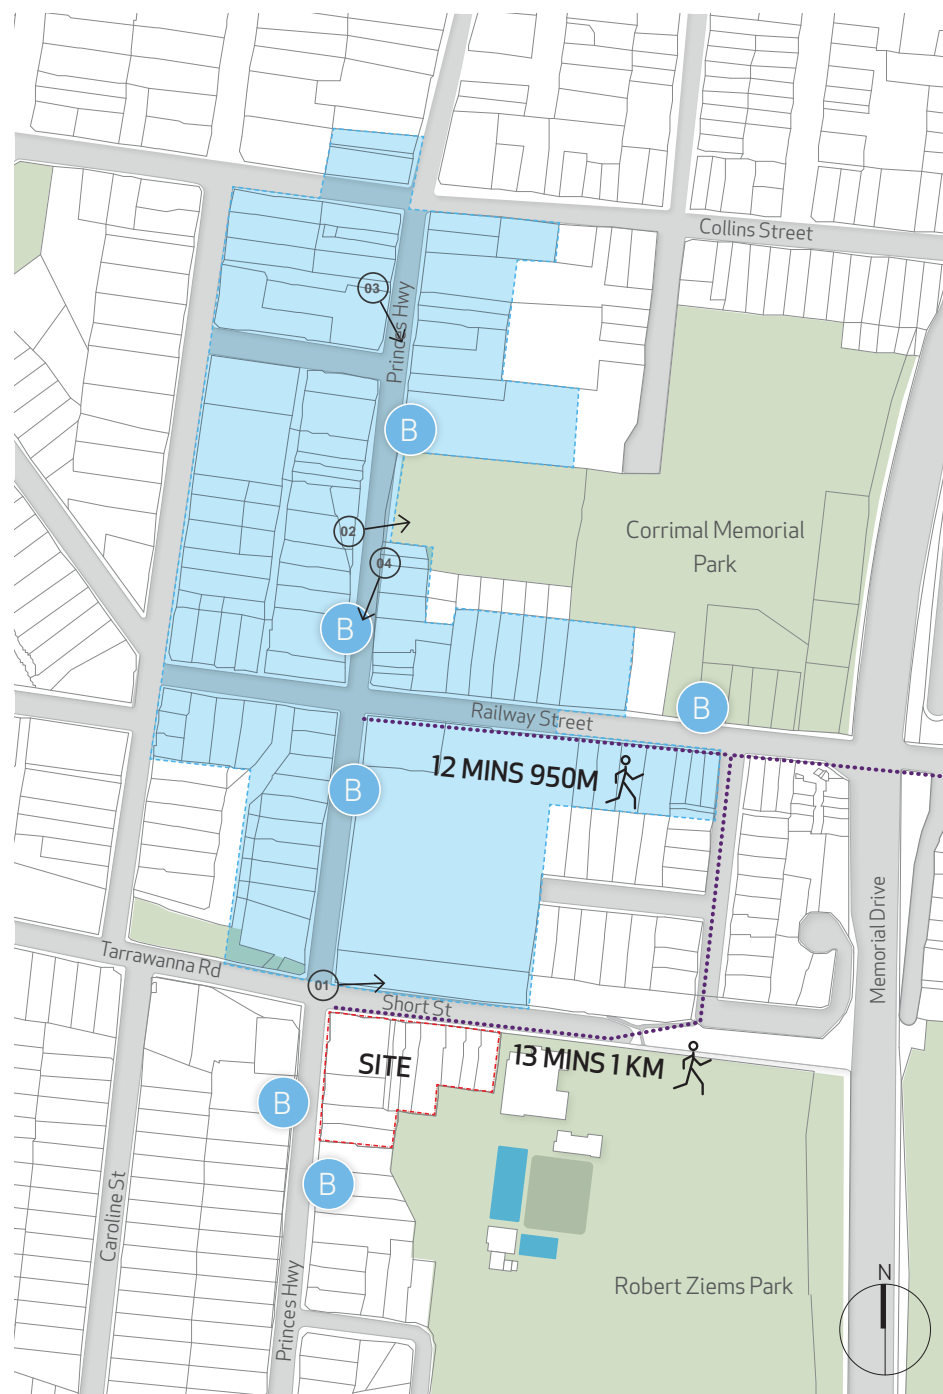 Collins Street
03
Princes Hwy
B
02
Corrimal Memorial
Park
04
B
B
Railway Street
12 MINS 950M
B
Memorial Drive
Tarrawanna Rd
01
Short St
13 MINS 1 KM
SITE
B
B
Caroline St
Princes Hwy
Robert Ziems Park
N